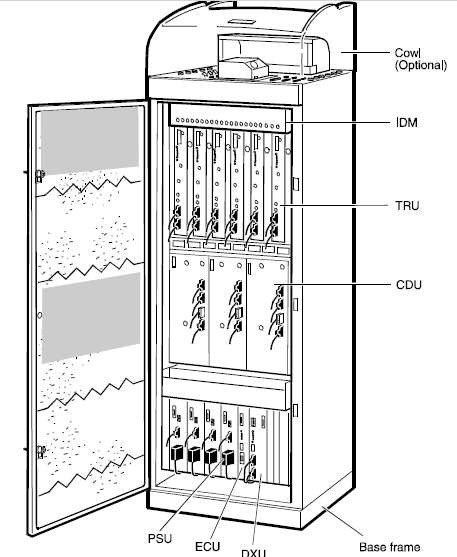 Cowl
(Optional)
IDM
TRU
CDU
PSU
ECU
DXU
Base frame